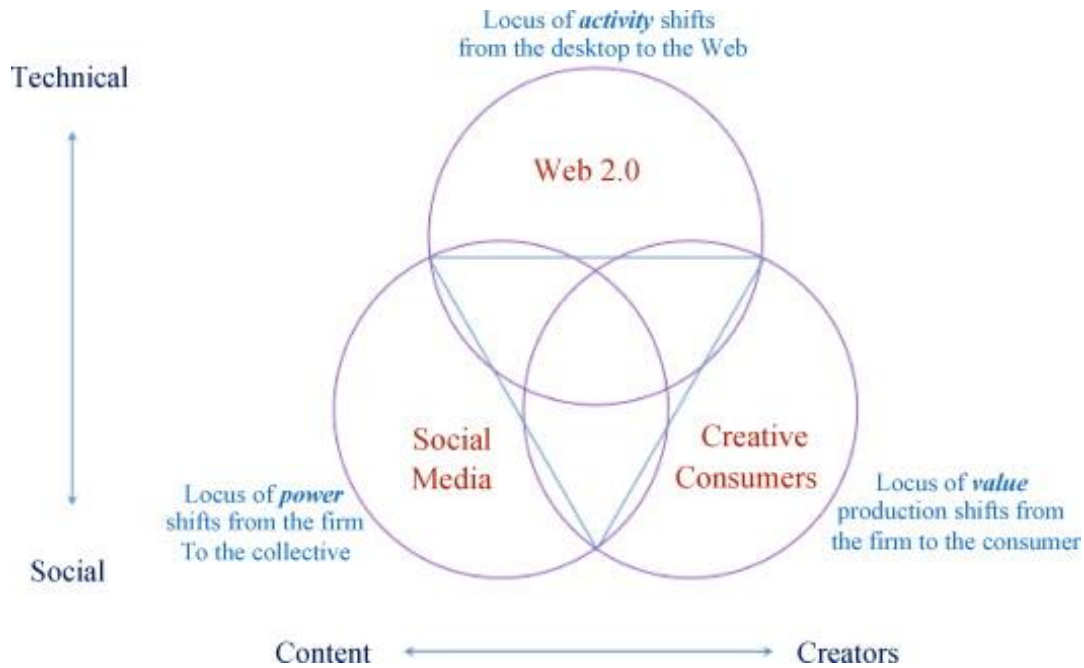 Locus of activity shifts
from the desktop to the Web
Technical
Web 2.0
Social
Media
Creative
Consumers
Locus of power
shifts from the firm
To the collective
Locus of value
production shifts from
the firm to the consumer
Social
Content
Creators